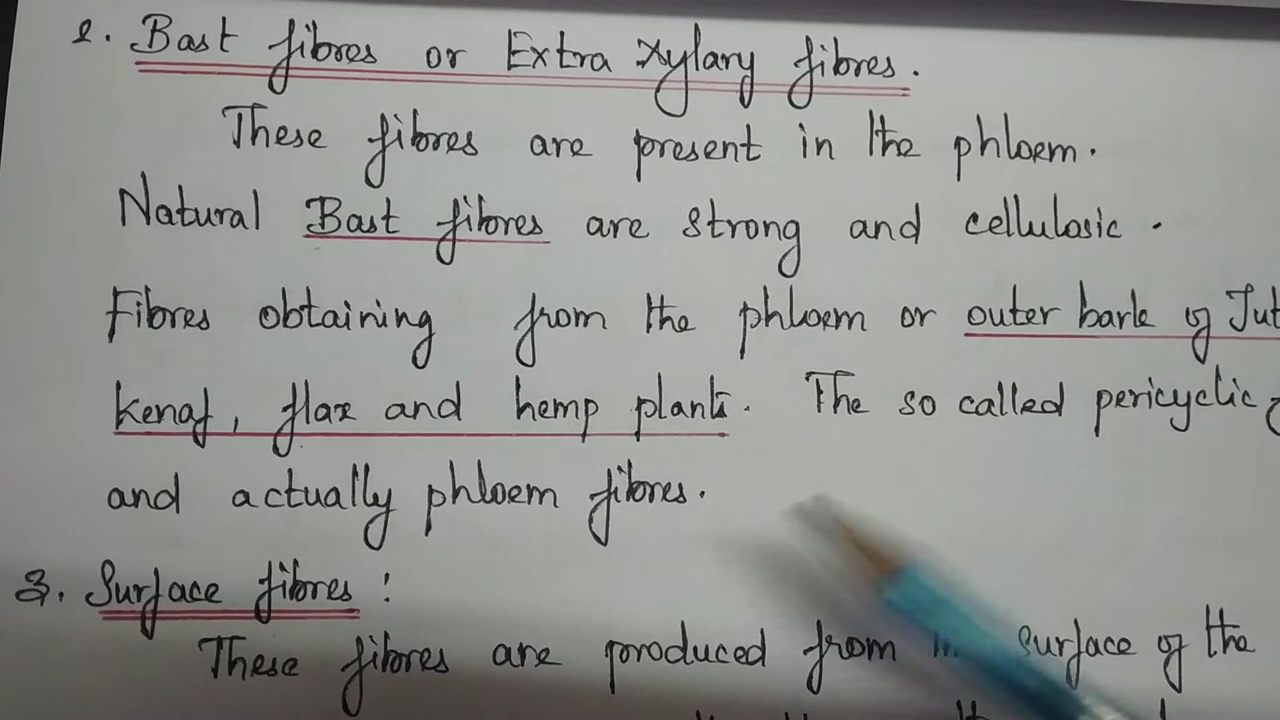 2. Bast fibres or Extra Xylary fibres.
These fibres are present in the phloem.
Natural Bast fibres are strong and cellulosic.
Fibres obtaining from the phloem or outer bark of Jut
kenaf, flax and hemp plants. The so called pericyclic
and actually phloem fibres.
3. Surface fibres :
These fibres are produced from surface of the